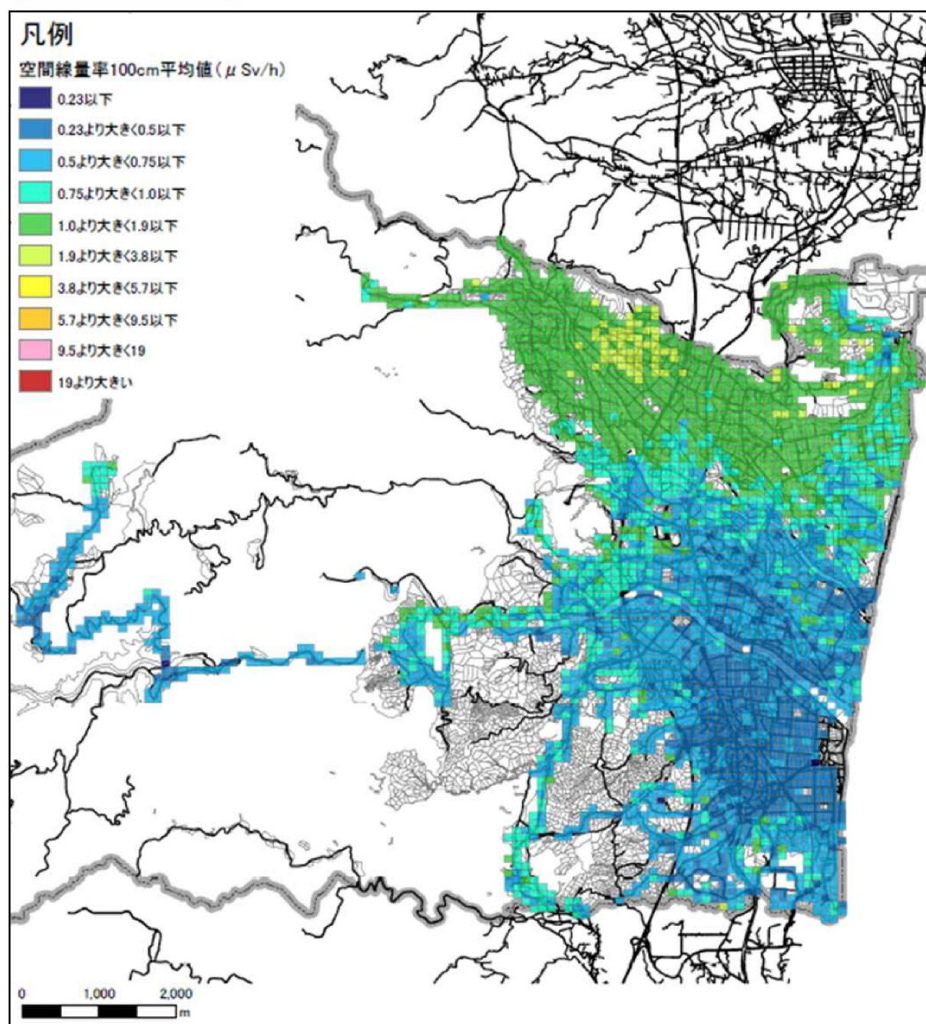 凡例
空間線量率100cm平均値(μSv/h)
0.23以下
0.23より大きく0.5以下
0.5より大きく0.75以下
0.75より大きく1.0以下
1.0より大きく1.9以下
1.9より大きく3.8以下
3.8より大きく5.7以下
5.7より大きく9.5以下
9.5より大きく19
19より大きい
0 1,000 2,000
m